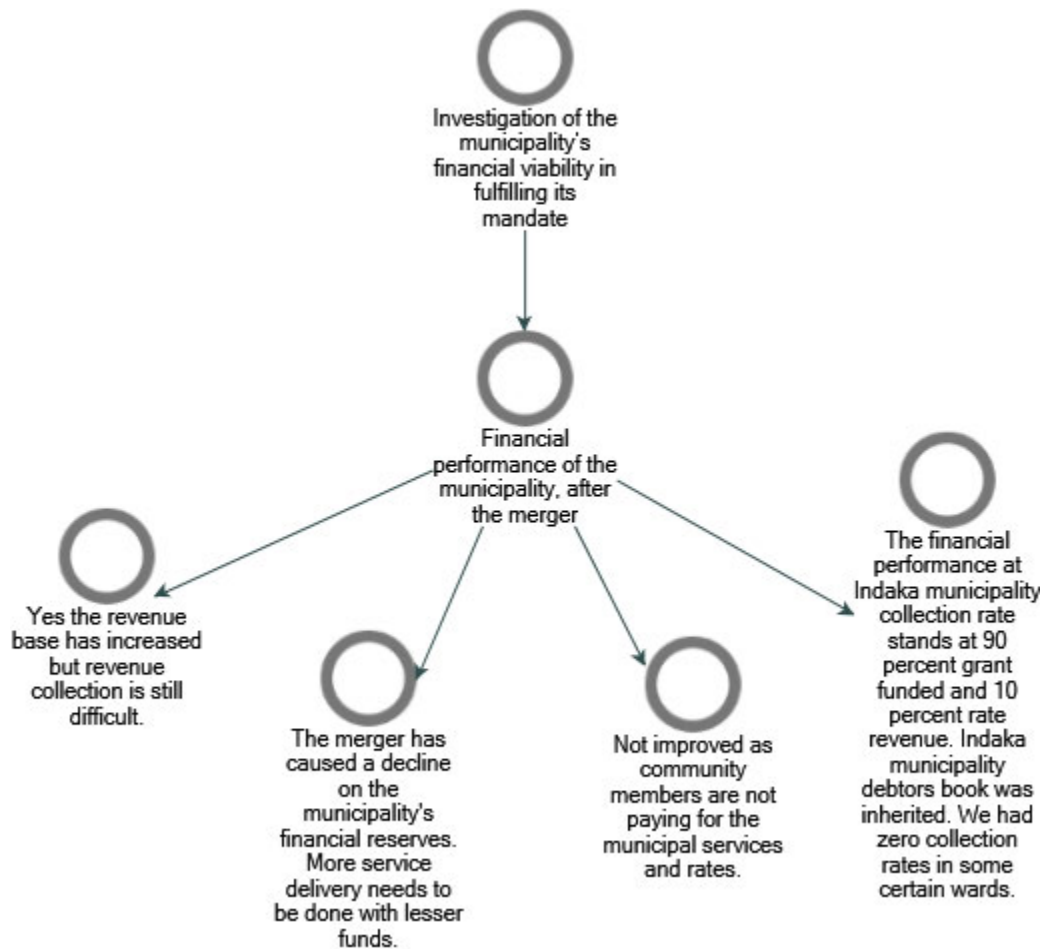 Investigation of the
municipality's
financial viability in
fulfilling its
mandate
Financial
performance of the
municipality, after
the merger
Yes the revenue
base has increased
but revenue
collection is still
difficult.
The merger has
caused a decline
on the
municipality's
financial reserves.
More service
delivery needs to
be done with lesser
funds.
Not improved as
community
members are not
paying for the
municipal services
and rates.
The financial
performance at
Indaka municipality
collection rate
stands at 90
percent grant
funded and 10
percent rate
revenue. Indaka
municipality
debtors book was
inherited. We had
zero collection
rates in some
certain wards.